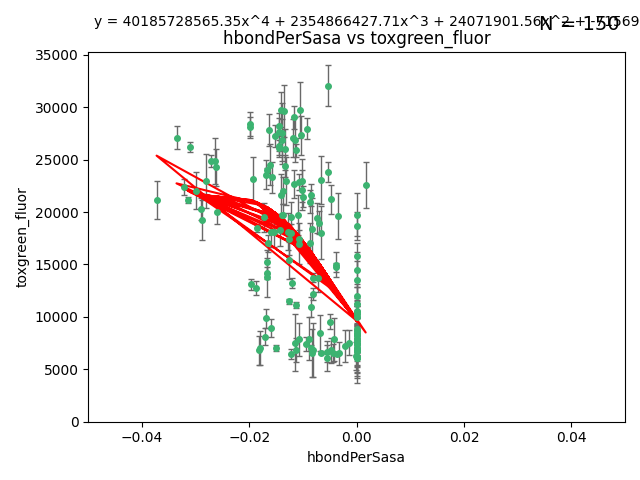 y = 40185728565.35x^4 + 2354866427.71x^3 + 24071901.56x^2 +
N = 150
hbondPerSasa vs toxgreen_fluor
35000
30000
25000
20000
15000
10000
5000
0
toxgreen_fluor
−0.04
−0.02
0.00
0.02
0.04
hbondPerSasa